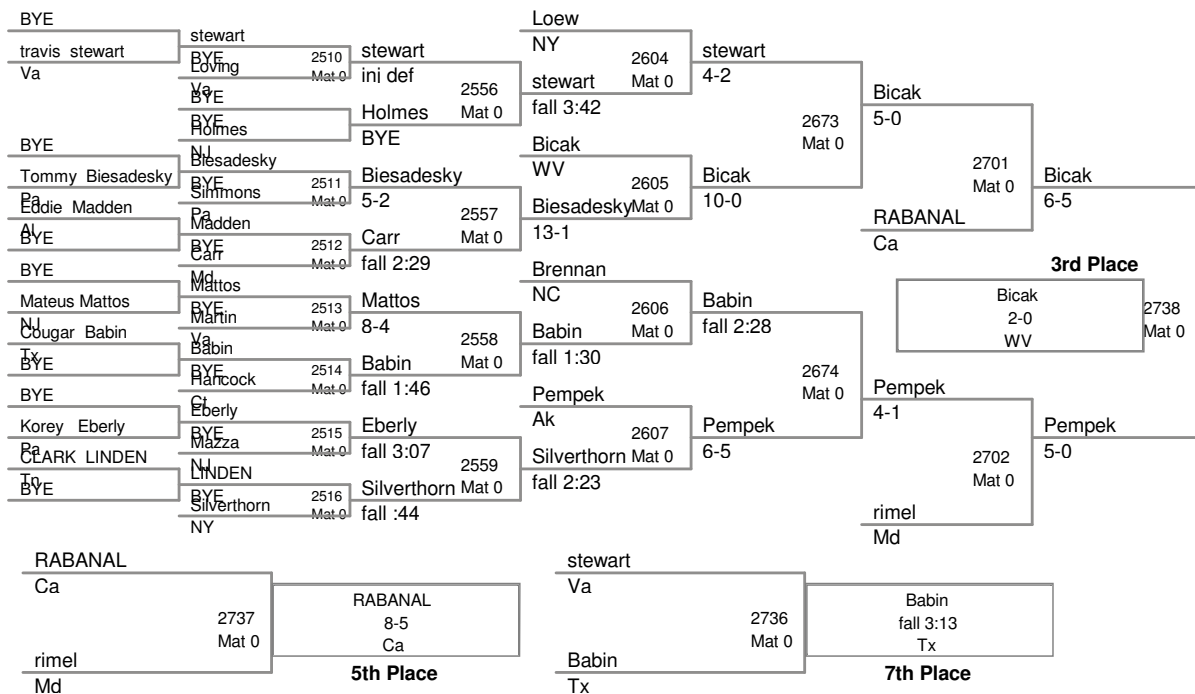 BYE
travis stewart
Va
BYE
Tommy Biesadesky
Pa
Eddie Madden
Al
BYE
BYE
Mateus Mattos
NJ
Cougar Babin
Tx
BYE
BYE
Korey Eberly
Pa
CLARK LINDEN
Tn
BYE
stewart
BYE
Loving
Va
BYE
BYE
Holmes
NJ
Biesadesky
BYE
Simmons
Pa
Madden
BYE
Carr
Md
Mattos
BYE
Martin
Va
Babin
BYE
Hancock
Ct
Eberly
BYE
Mazza
NJ
LINDEN
BYE
Silverthorn
NY
2510
Mat 0
2511
Mat 0
2512
Mat 0
2513
Mat 0
2514
Mat 0
2515
Mat 0
2516
Mat 0
stewart
ini def
Holmes
BYE
Biesadesky
5-2
Carr
fall 2:29
Mattos
8-4
Babin
fall 1:46
Eberly
fall 3:07
Silverthorn
fall :44
2556
Mat 0
2557
Mat 0
2558
Mat 0
2559
Mat 0
Loew
NY
stewart
fall 3:42
Bicak
WV
Biesadesky
13-1
Brennan
NC
Babin
fall 1:30
Pempek
Ak
Silverthorn
fall 2:23
2604
Mat 0
2605
Mat 0
2606
Mat 0
2607
Mat 0
stewart
4-2
Bicak
10-0
Babin
fall 2:28
Pempek
6-5
2673
Mat 0
2674
Mat 0
Bicak
5-0
RABANAL
Ca
Pempek
4-1
rimel
Md
2701
Mat 0
2702
Mat 0
Bicak
6-5
Pempek
5-0
3rd Place
Bicak
2-0
WV
2738
Mat 0
RABANAL
Ca
2737
Mat 0
rimel
Md
RABANAL
8-5
Ca
5th Place
stewart
Va
2736
Mat 0
Babin
Tx
Babin
fall 3:13
Tx
7th Place